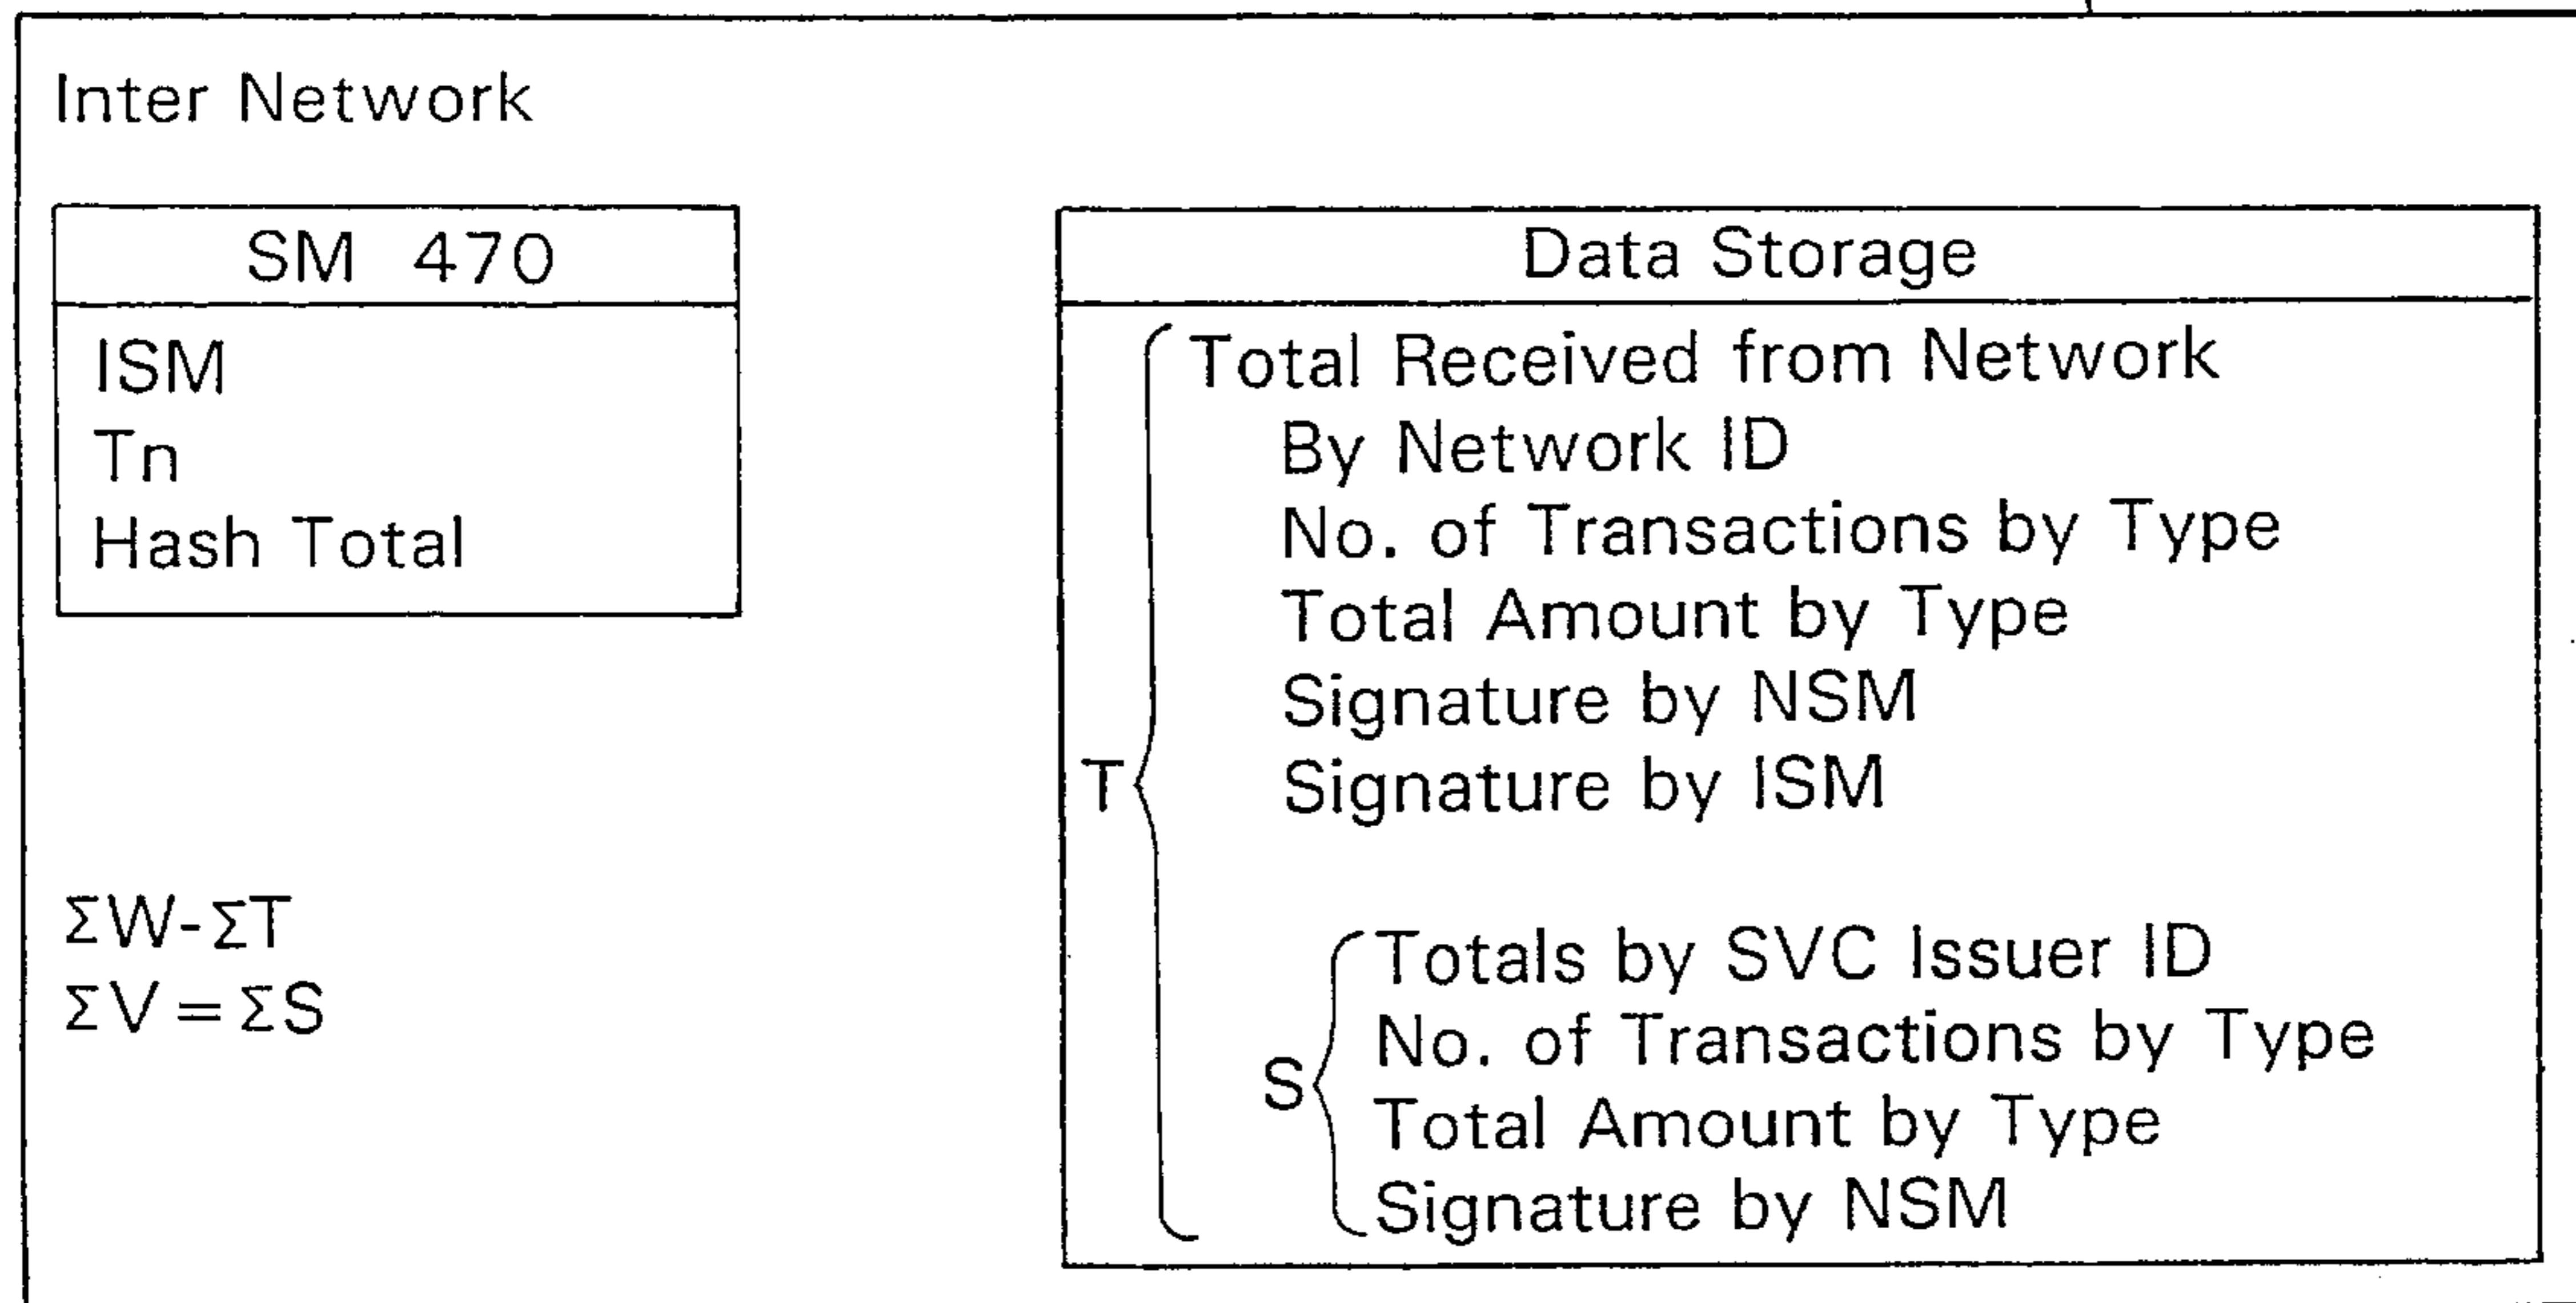 Inter Network
SM 470
ISM
Tn
Hash Total
ΣW-ΣT
ΣV=ΣS
Data Storage
T
Total Received from Network
By Network ID
No. of Transactions by Type
Total Amount by Type
Signature by NSM
Signature by ISM
S
Totals by SVC Issuer ID
No. of Transactions by Type
Total Amount by Type
Signature by NSM